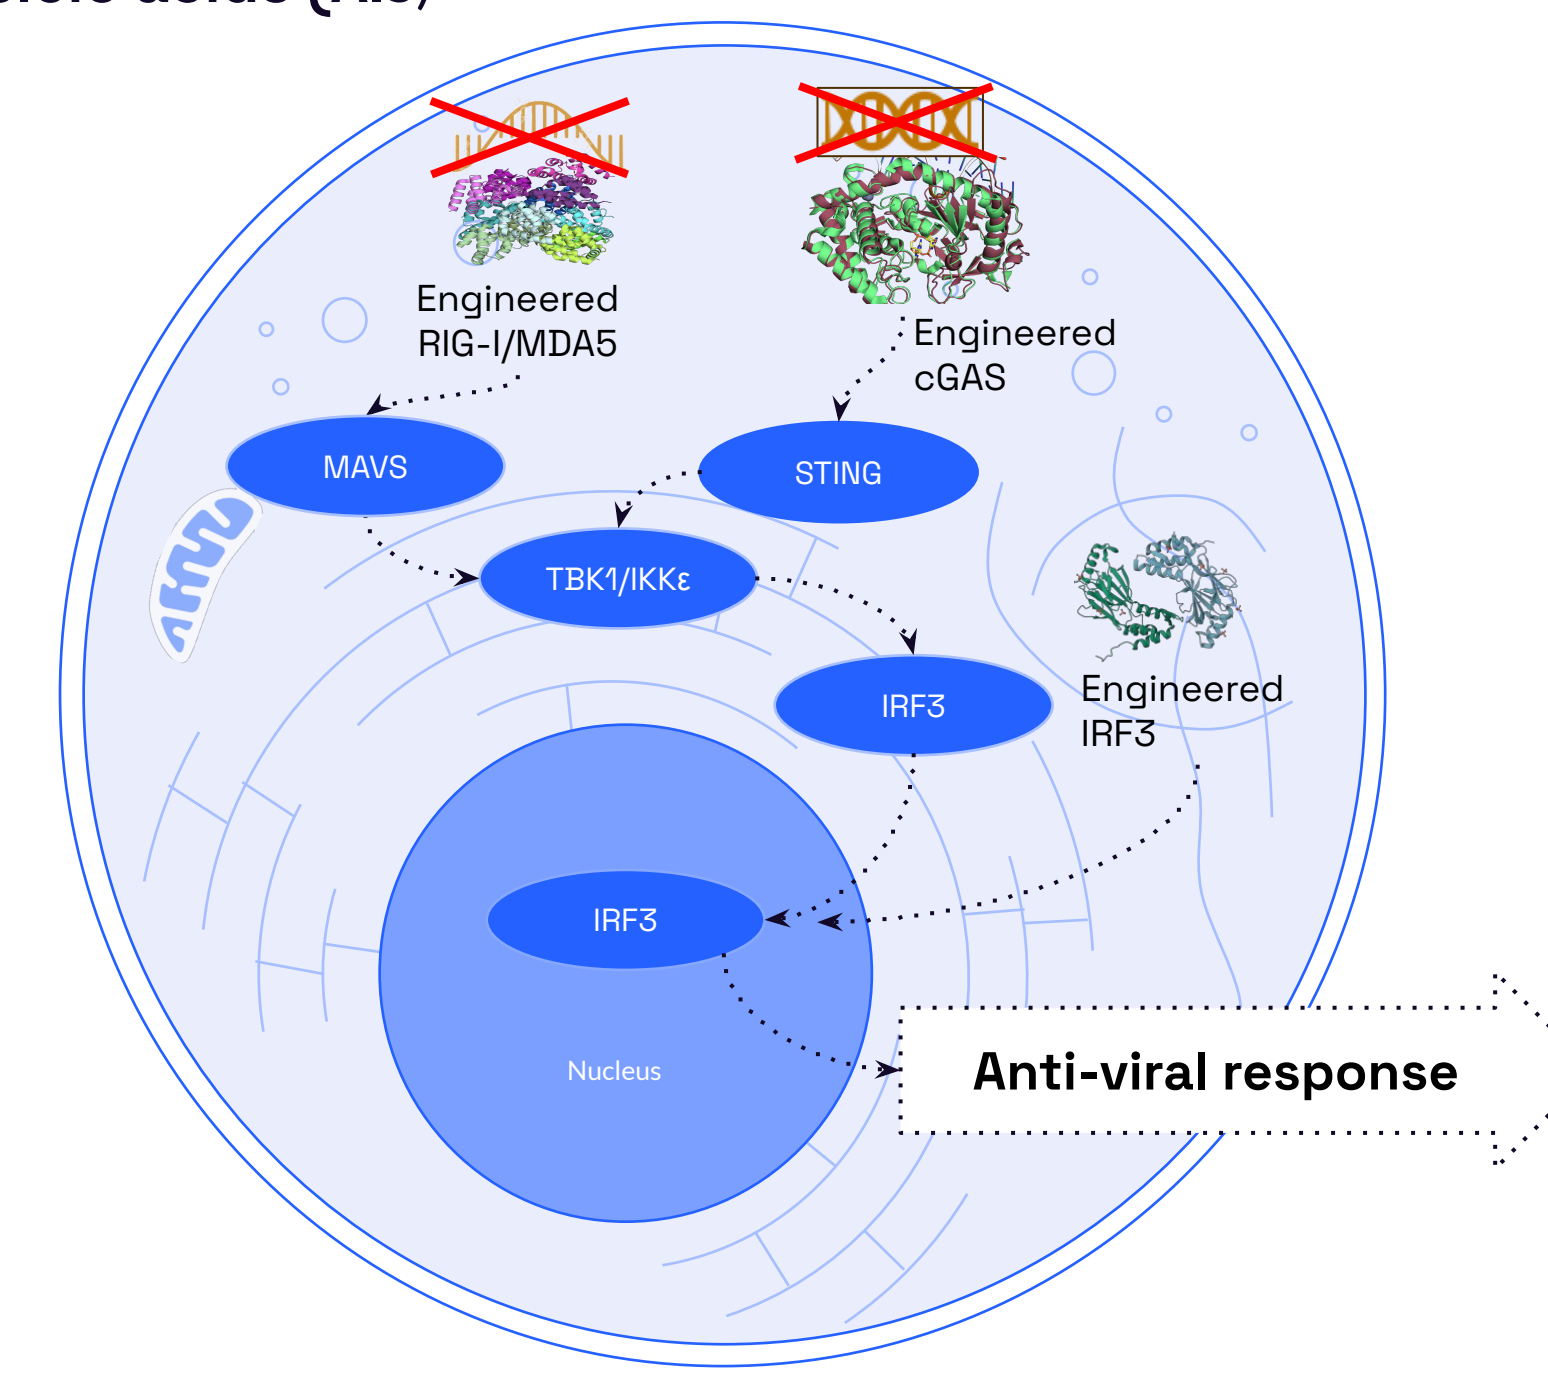 Engineered
RIG-I/MDA5
Engineered
cGAS
MAVS
STING
TBK1/IKKε
IRF3
Engineered
IRF3
IRF3
Nucleus
Anti-viral response